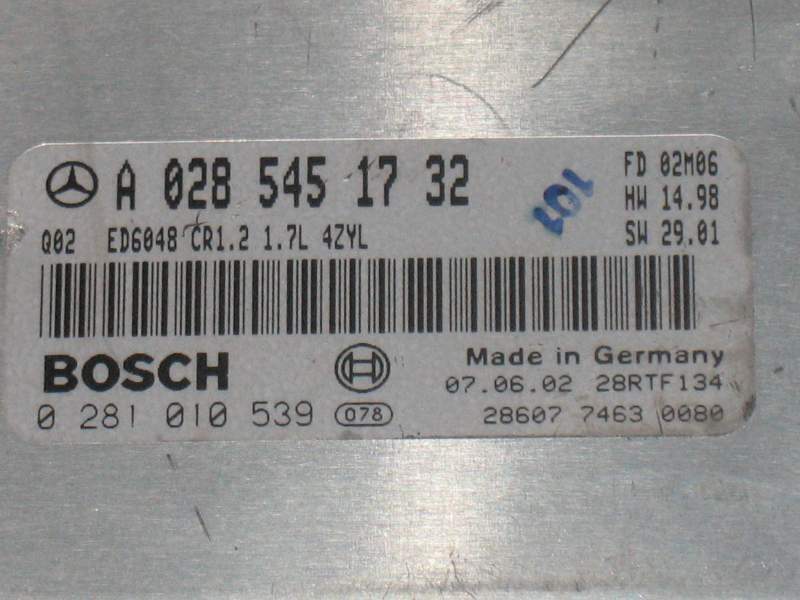 A 028 545 17 32
FD 02M06
HW 14.98
SW 29.01
101
Q02 ED6048 CR1.2 1.7L 4ZYL
BOSCH
Made in Germany
07.06.02 28RTF134
0 281 010 539 078
28607 7463 0080